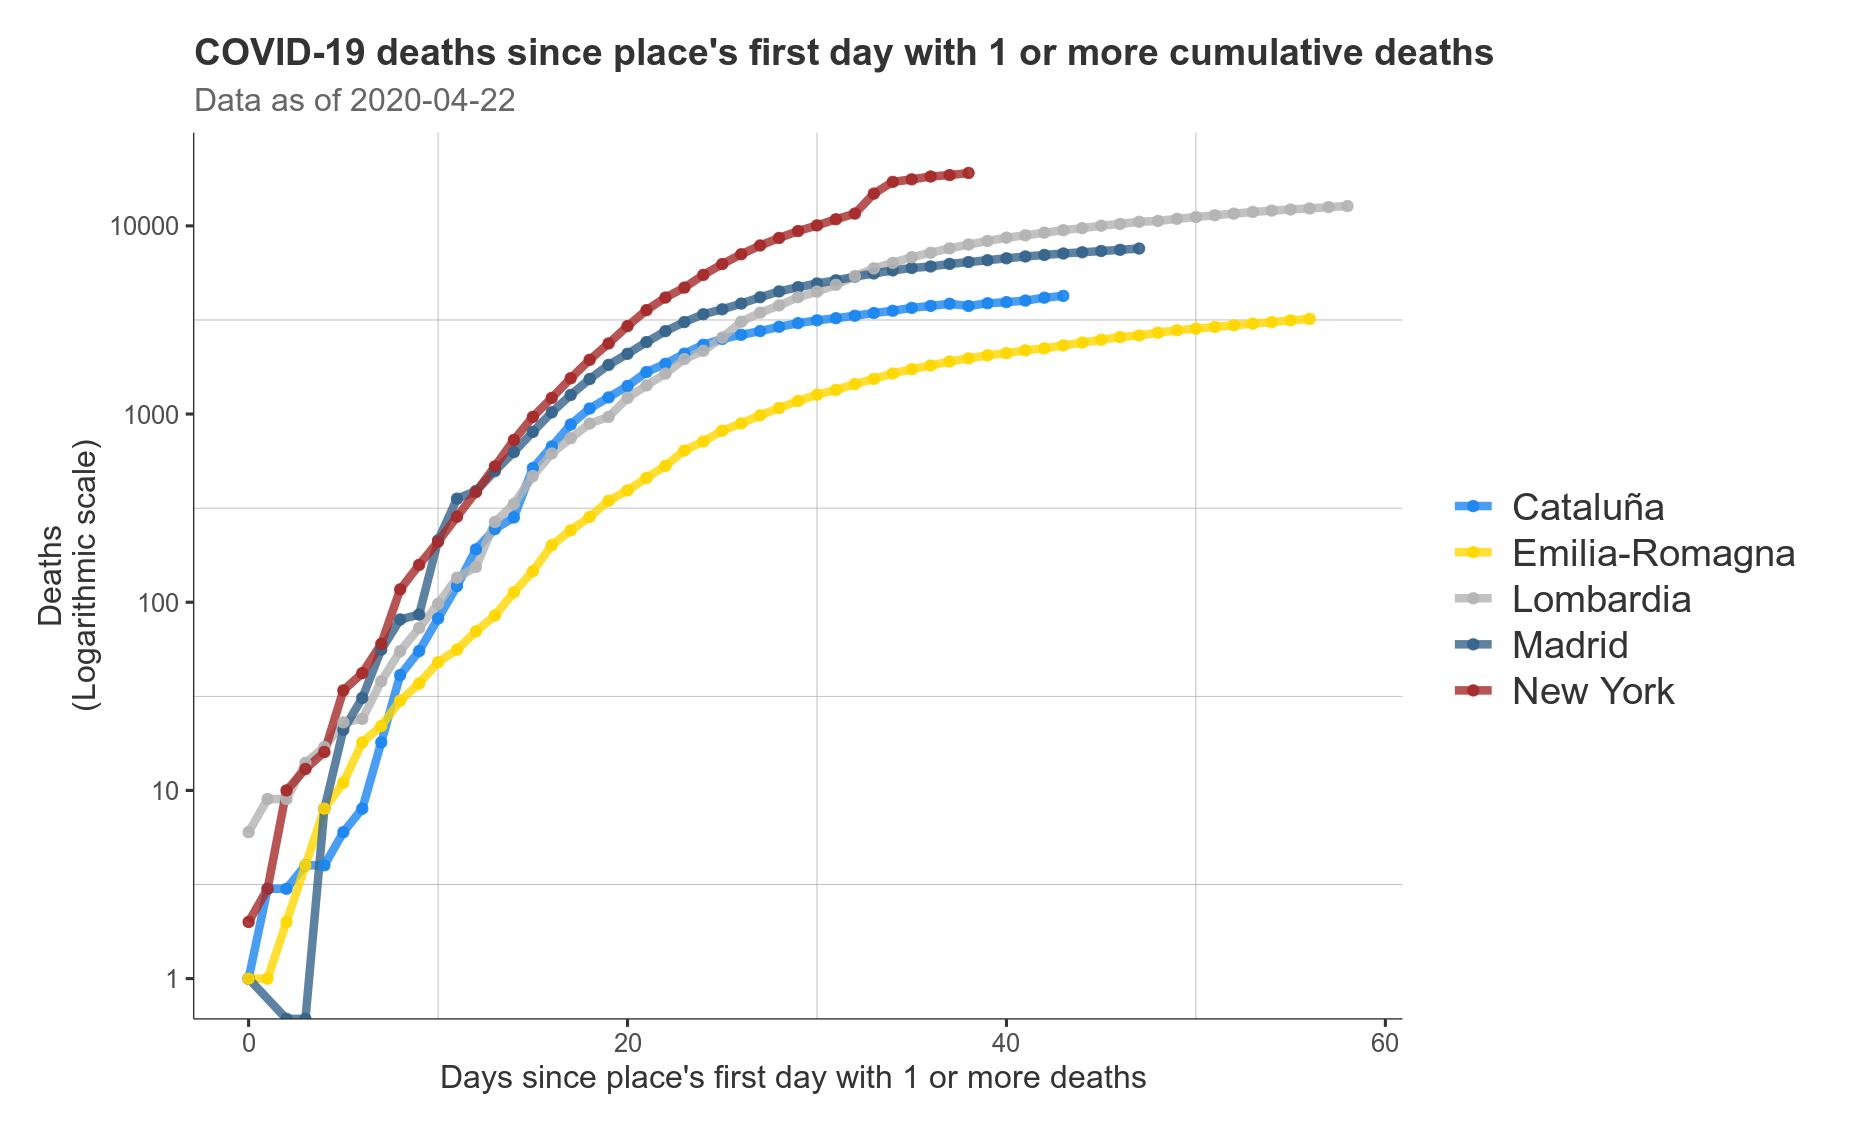 COVID-19 deaths since place's first day with 1 or more cumulative deaths
Data as of 2020-04-22
Deaths
(Logarithmic scale)
10000
1000
100
10
1
0
20
40
60
Days since place's first day with 1 or more deaths
Cataluña
Emilia-Romagna
Lombardia
Madrid
New York